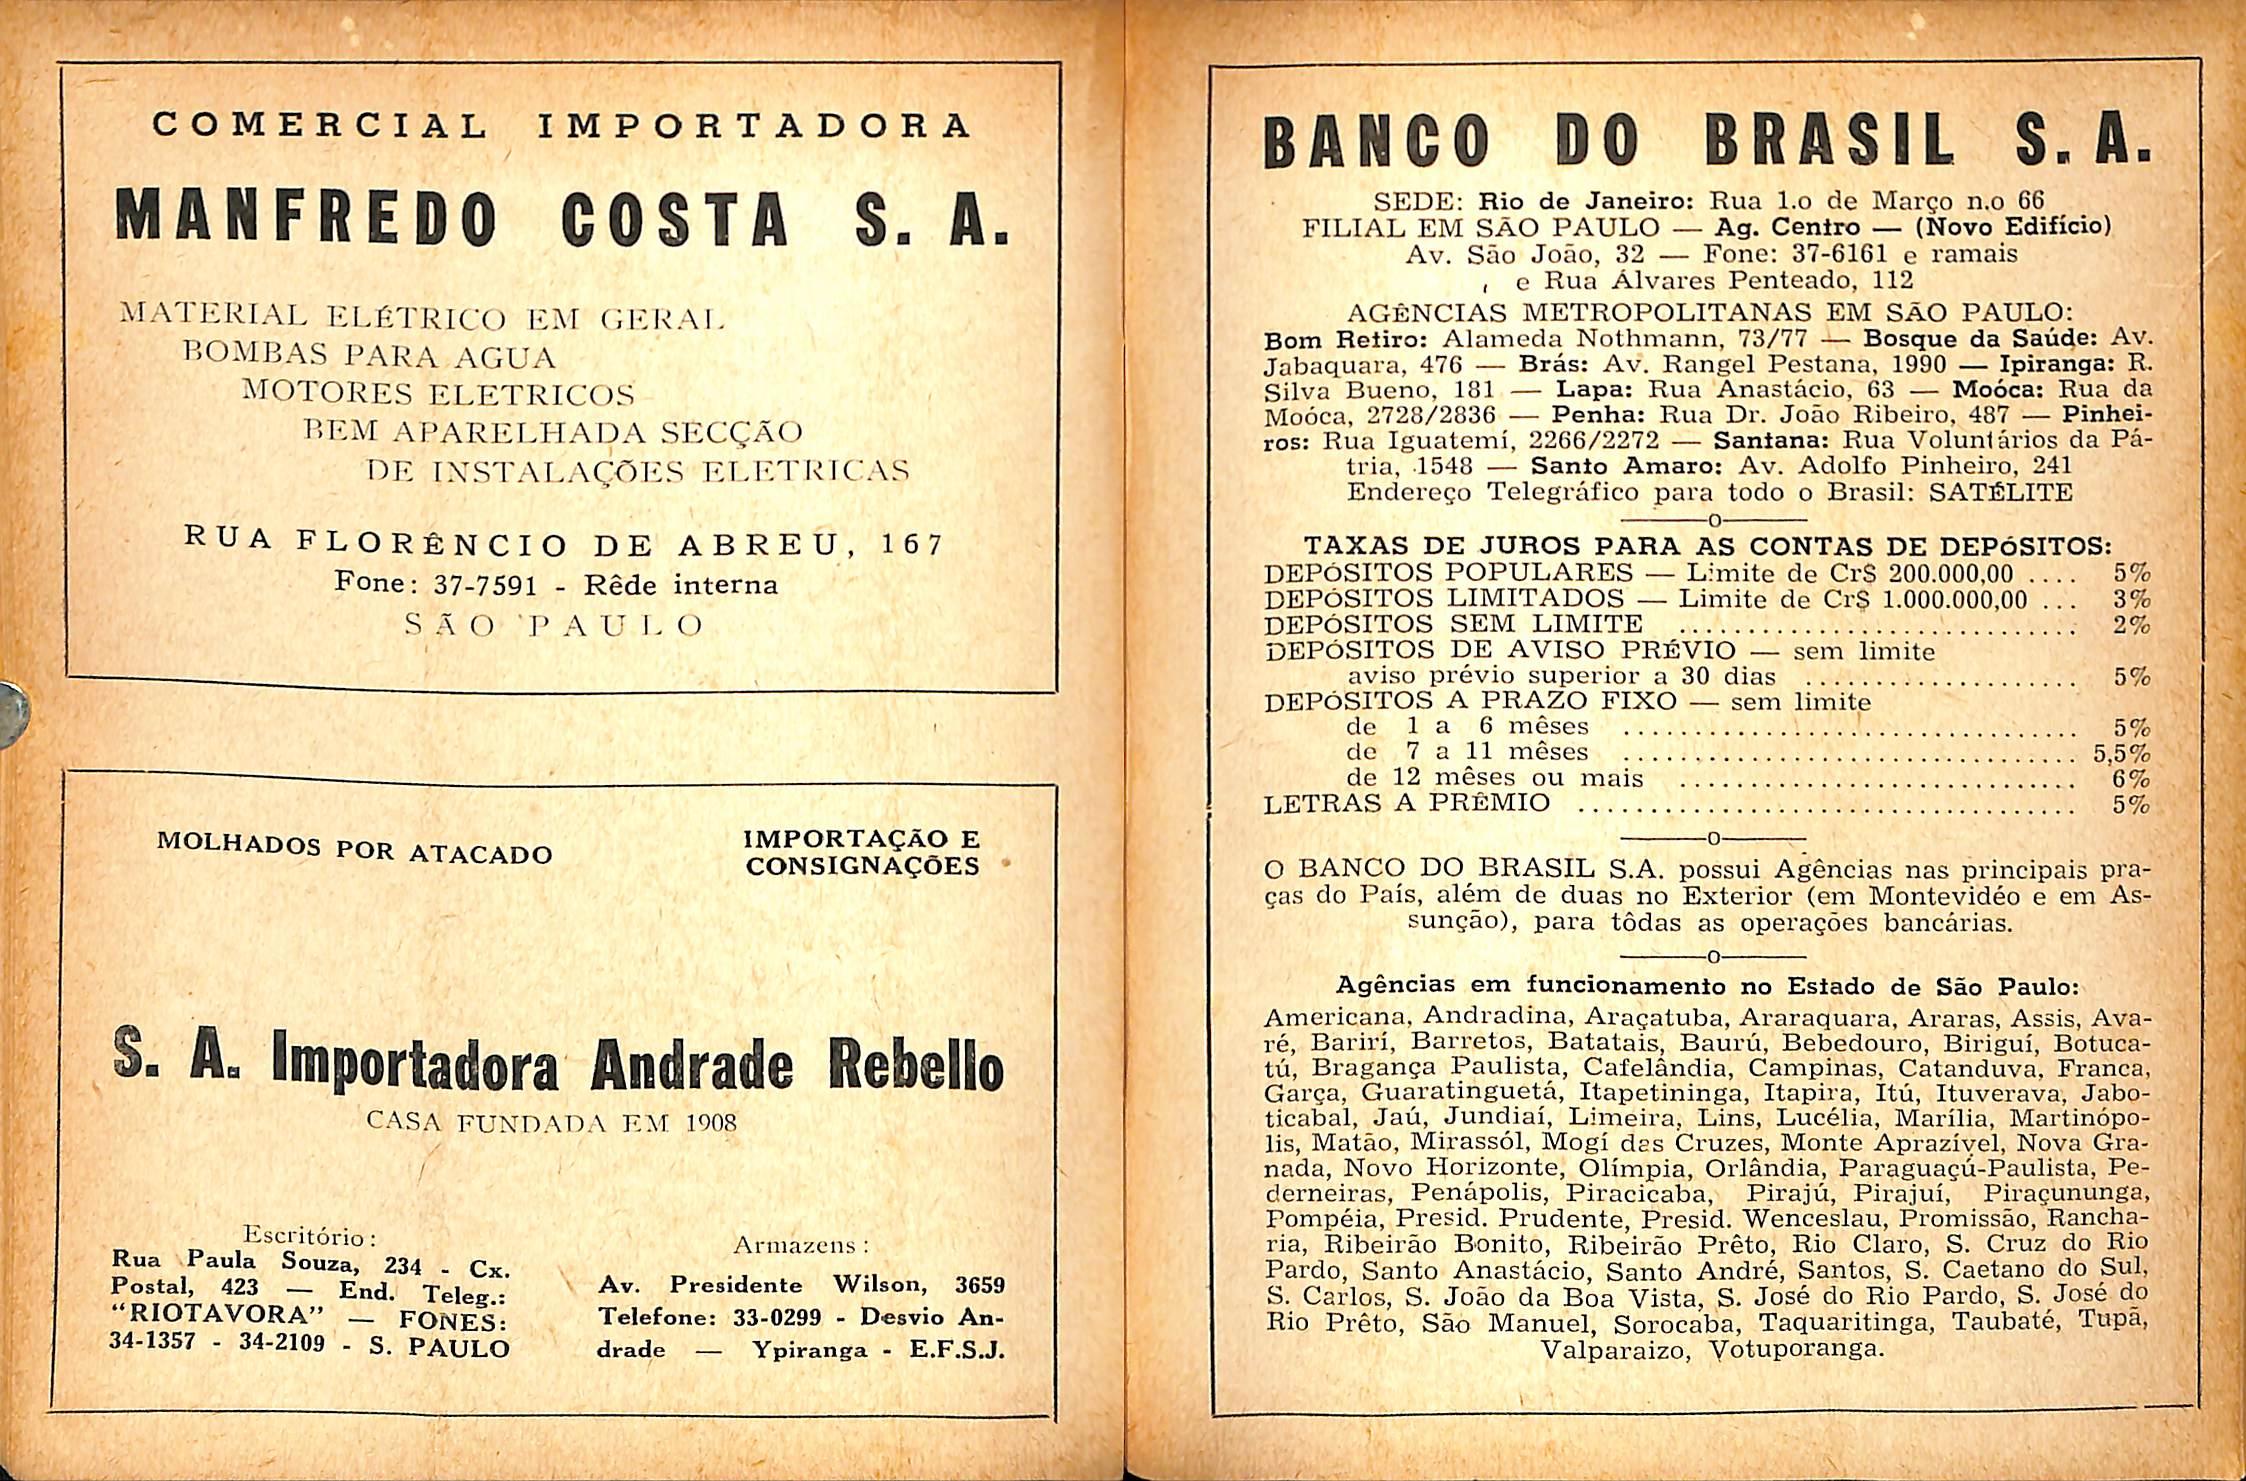 COMERCIAL IMPORTADORA
MANFREDO COSTA S. A.
MATERIAL ELÉTRICO EM GERAL
BOMBAS PARA AGUA
MOTORES ELETRICOS
BEM APARELHADA SECÇÃO
DE INSTALAÇÕES ELETRICAS
RUA FLORÊNCIO DE ABREU, 167
Fone: 37-7591 - Rêde interna
SÃO PAULO
MOLHADOS POR ATACADO
IMPORTAÇÃO E
CONSIGNAÇÕES
S. A. Importadora Andrade Rebello
CASA FUNDADA EM 1908
Escritório:
Rua Paula Souza, 234 - Cx.
Postal, 423 — End. Teleg.:
"RIOTAVORA" — FONES:
34-1357 - 34-2109 - S. PAULO
Armazens:
Av. Presidente Wilson, 3659
Telefone: 33-0299 - Desvio An-
drade — Ypiranga - E.F.S.J.
BANCO DO BRASIL S. A.
SEDE: Rio de Janeiro: Rua 1.o de Março n.o 66
FILIAL EM SÃO PAULO — Ag. Centro — (Novo Edifício)
Av. São João, 32 — Fone: 37-6161 e ramais
e Rua Álvares Penteado, 112
AGÊNCIAS METROPOLITANAS EM SÃO PAULO:
Bom Retiro: Alameda Nothmann, 73/77 — Bosque da Saúde: Av.
Jabaquara, 476 — Brás: Av. Rangel Pestana, 1990 — Ipiranga: R.
Silva Bueno, 181 — Lapa: Rua Anastácio, 63 — Moóca: Rua da
Moóca, 2728/2836 — Penha: Rua Dr. João Ribeiro, 487 — Pinhei-
ros: Rua Iguatemí, 2266/2272 — Santana: Rua Voluntários da Pá-
tria, 1548 — Santo Amaro: Av. Adolfo Pinheiro, 241
Endereço Telegráfico para todo o Brasil: SATÉLITE
TAXAS DE JUROS PARA AS CONTAS DE DEPóSITOS:
DEPÓSITOS POPULARES — Limite de Cr$ 200.000,00 .... 5%
DEPÓSITOS LIMITADOS — Limite de Cr$ 1.000.000,00 ... 3%
DEPÓSITOS SEM LIMITE ............................. 2%
DEPÓSITOS DE AVISO PRÉVIO — sem limite
aviso prévio superior a 30 dias .................... 5%
DEPÓSITOS A PRAZO FIXO — sem limite
de 1 a 6 mêses ................................. 5%
de 7 a 11 mêses ................................. 5,5%
de 12 mêses ou mais ............................. 6%
LETRAS A PRÊMIO .................................... 5%
O BANCO DO BRASIL S.A. possui Agências nas principais pra-
ças do País, além de duas no Exterior (em Montevidéo e em As-
sunção), para tôdas as operações bancárias.
Agências em funcionamento no Estado de São Paulo:
Americana, Andradina, Araçatuba, Araraquara, Araras, Assis, Ava-
ré, Barirí, Barretos, Batatais, Baurú, Bebedouro, Biriguí, Botuca-
tú, Bragança Paulista, Cafelândia, Campinas, Catanduva, Franca,
Garça, Guaratinguetá, Itapetininga, Itapira, Itú, Ituverava, Jabo-
ticabal, Jaú, Jundiaí, Limeira, Lins, Lucélia, Marília, Martinópo-
lis, Matão, Mirassól, Mogí das Cruzes, Monte Aprazível, Nova Gra-
nada, Novo Horizonte, Olímpia, Orlândia, Paraguaçú-Paulista, Pe-
derneiras, Penápolis, Piracicaba, Pirajú, Pirajuí, Piraçununga,
Pompéia, Presid. Prudente, Presid. Wenceslau, Promissão, Rancha-
ria, Ribeirão Bonito, Ribeirão Prêto, Rio Claro, S. Cruz do Rio
Pardo, Santo Anastácio, Santo André, Santos, S. Caetano do Sul,
S. Carlos, S. João da Boa Vista, S. José do Rio Pardo, S. José do
Rio Prêto, São Manuel, Sorocaba, Taquaritinga, Taubaté, Tupã,
Valparaizo, Votuporanga.